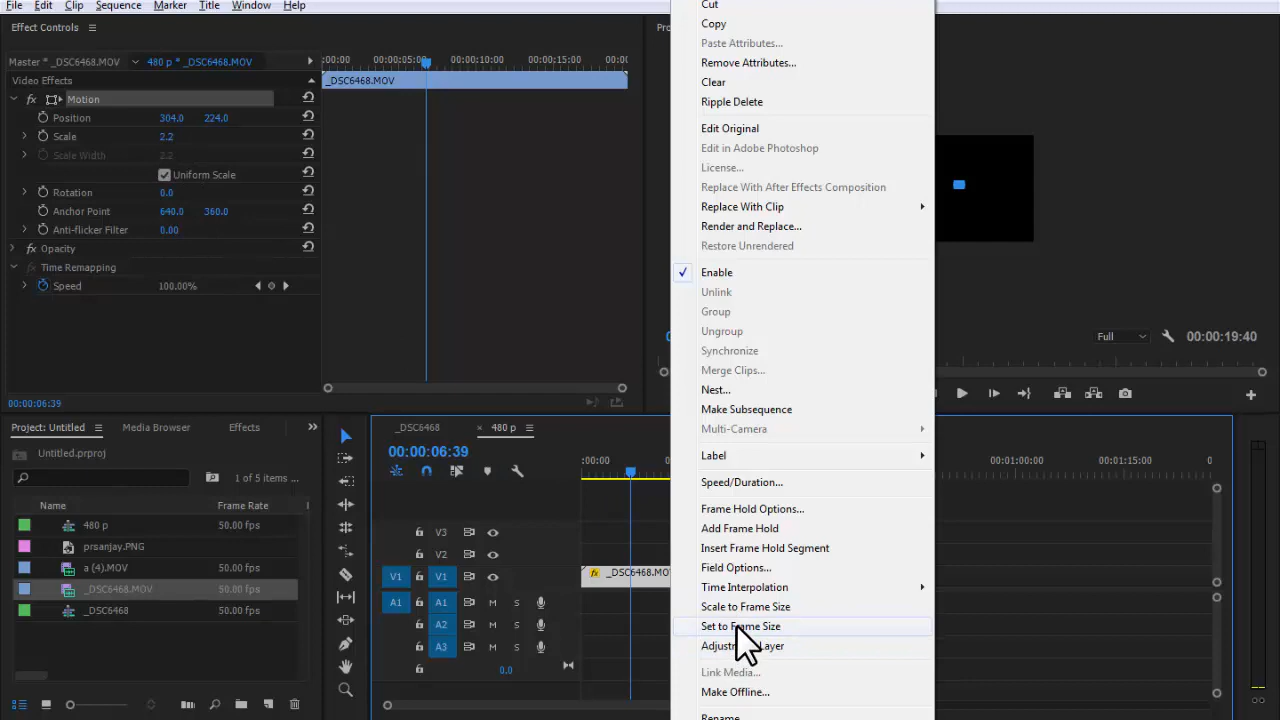 File Edit Clip Sequence Marker Title Window Help
Effect Controls
Master * _DSC6468.MOV 480 p * _DSC6468.MOV
:00:00 00:00:05:00 00:00:10:00 00:00:15:00 00:0
Video Effects
_DSC6468.MOV
fx Motion
Position 304.0 224.0
Scale 2.2
Scale Width 2.2
Uniform Scale
Rotation 0.0
Anchor Point 640.0 360.0
Anti-flicker Filter 0.00
fx Opacity
fx Time Remapping
Speed 100.00%
00:00:06:39
Cut
Copy
Paste Attributes...
Remove Attributes...
Clear
Ripple Delete
Edit Original
Edit in Adobe Photoshop
License...
Replace With After Effects Composition
Replace With Clip
Render and Replace...
Restore Unrendered
Enable
Unlink
Group
Ungroup
Synchronize
Merge Clips...
Nest...
Make Subsequence
Multi-Camera
Label
Speed/Duration...
Frame Hold Options...
Add Frame Hold
Insert Frame Hold Segment
Field Options...
Time Interpolation
Scale to Frame Size
Set to Frame Size
Adjustment Layer
Link Media...
Make Offline...
Rename
Pro
Full 00:00:19:40
Project: Untitled Media Browser Effects
Untitled.prproj
1 of 5 items ...
Name Frame Rate
480 p 50.00 fps
prsanjay.PNG
a (4).MOV 50.00 fps
_DSC6468.MOV 50.00 fps
_DSC6468 50.00 fps
_DSC6468 × 480 p
00:00:06:39
:00:00 00:01:00:00 00:01:15:00 0
V3
V2
V1 V1 fx _DSC6468.MO
A1 A1 M S
A2 M S
A3 M S
0.0